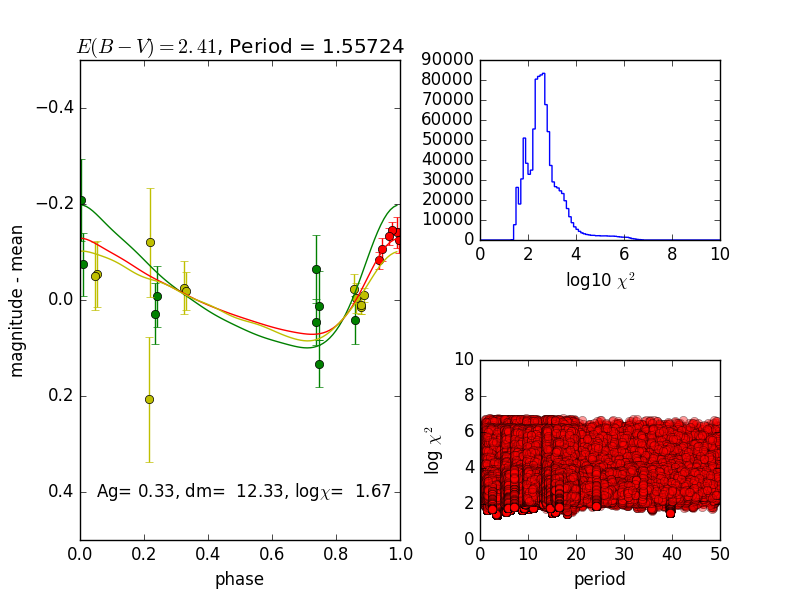 E(B − V) = 2.41, Period = 1.55724
−0.4
−0.2
0.0
0.2
0.4
magnitude - mean
Ag= 0.33, dm= 12.33, logχ= 1.67
0.0 0.2 0.4 0.6 0.8 1.0
phase
90000
80000
70000
60000
50000
40000
30000
20000
10000
0
0 2 4 6 8 10
log10 χ²
10
8
6
4
2
0
log χ²
0 10 20 30 40 50
period